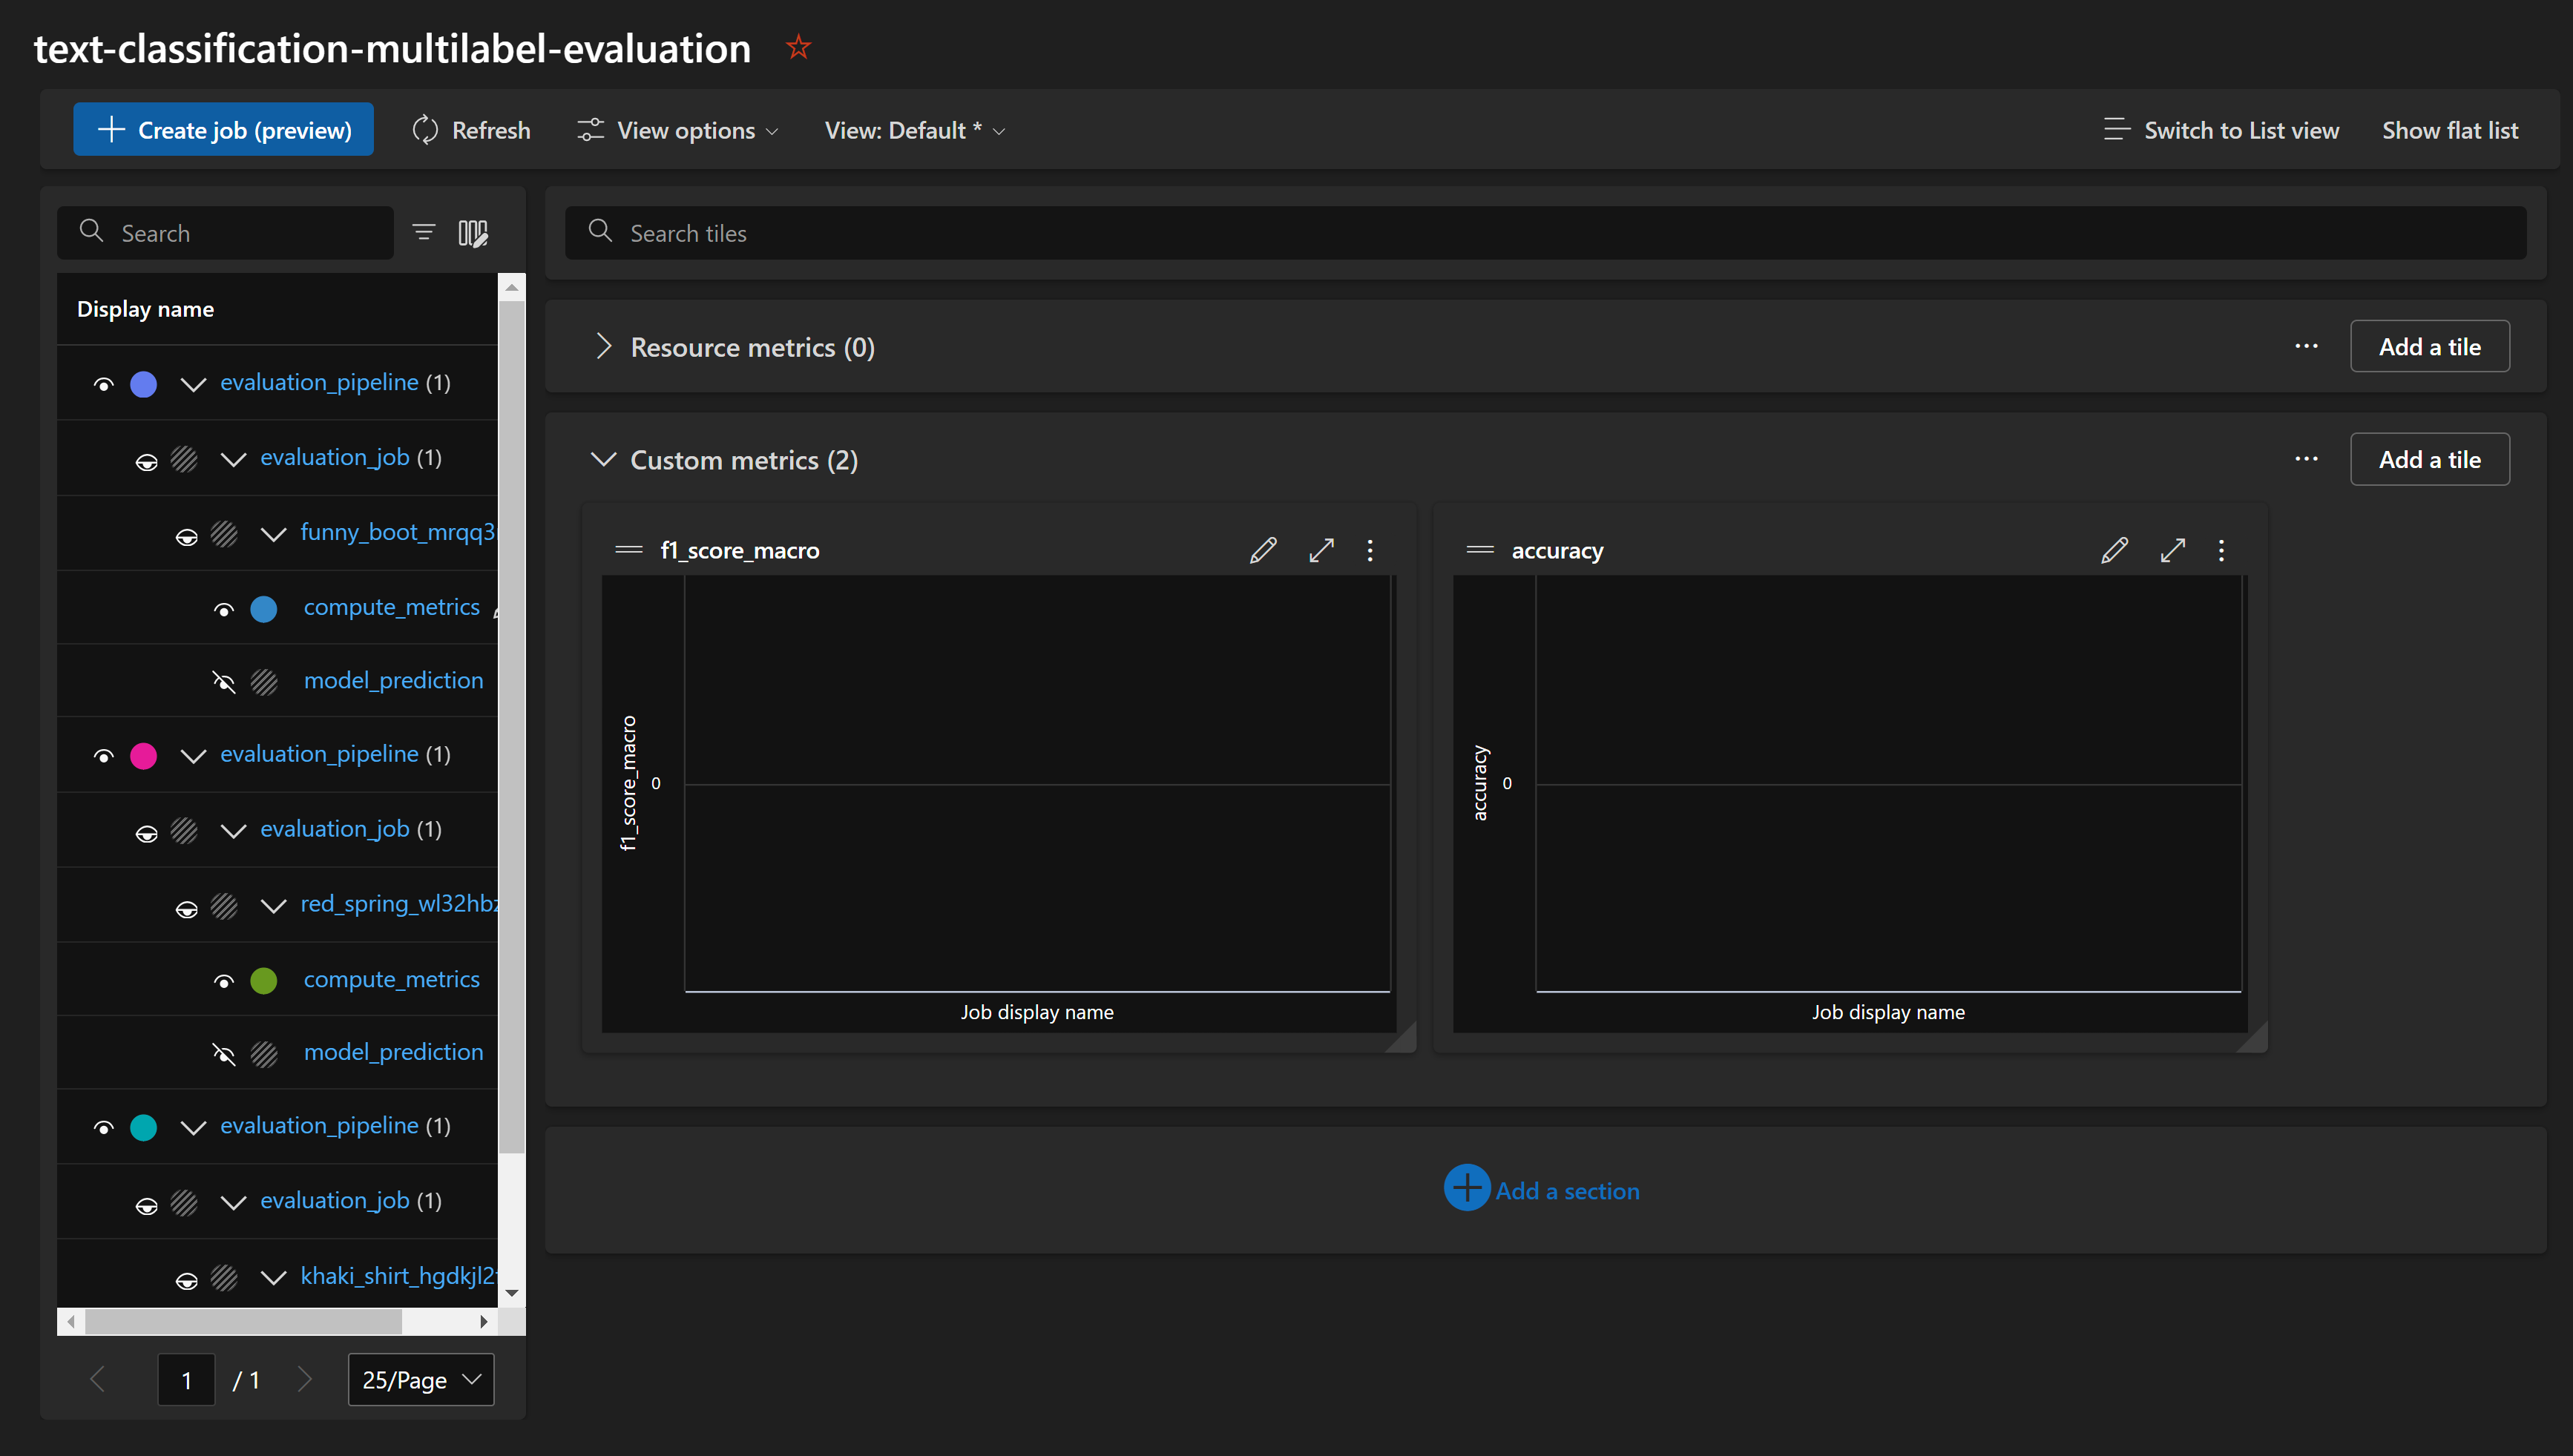 text-classification-multilabel-evaluation
Create job (preview)
Refresh
View options
View: Default *
Switch to List view
Show flat list
Search
Display name
evaluation_pipeline (1)
evaluation_job (1)
funny_boot_mrqq3
compute_metrics
model_prediction
evaluation_pipeline (1)
evaluation_job (1)
red_spring_wl32hbz
compute_metrics
model_prediction
evaluation_pipeline (1)
evaluation_job (1)
khaki_shirt_hgdkjl2
1 / 1
25/Page
Search tiles
Resource metrics (0)
Add a tile
Custom metrics (2)
Add a tile
f1_score_macro
f1_score_macro
0
Job display name
accuracy
accuracy
0
Job display name
Add a section